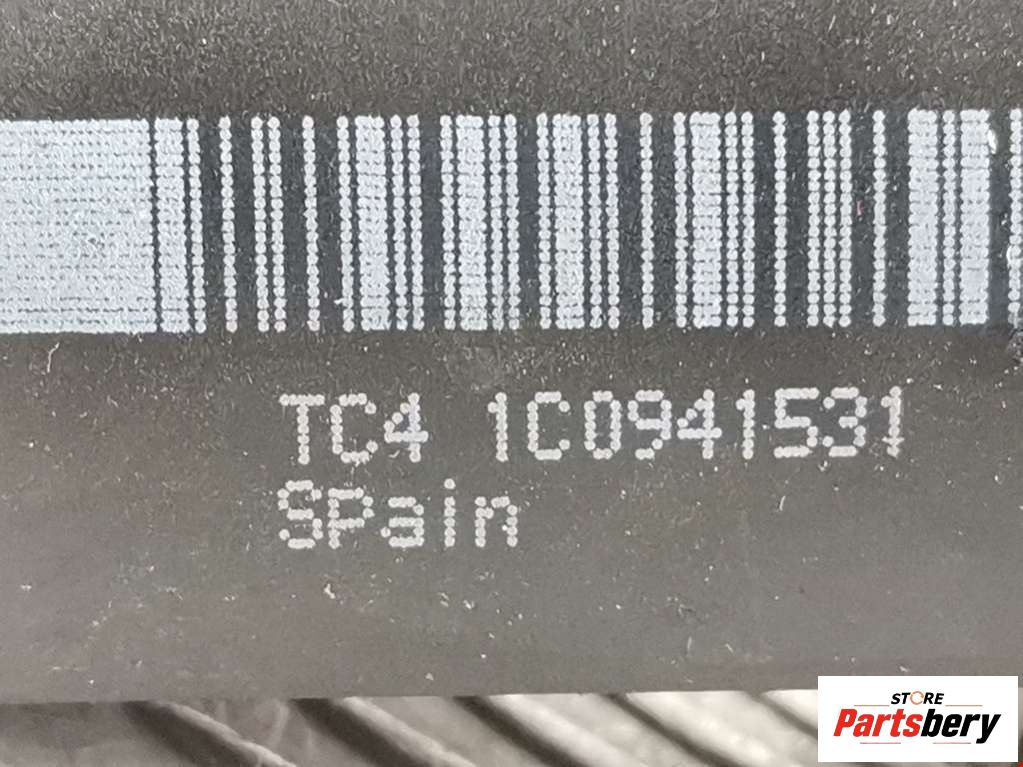 TC4 1C0941531
Spain
STORE
Partsbery